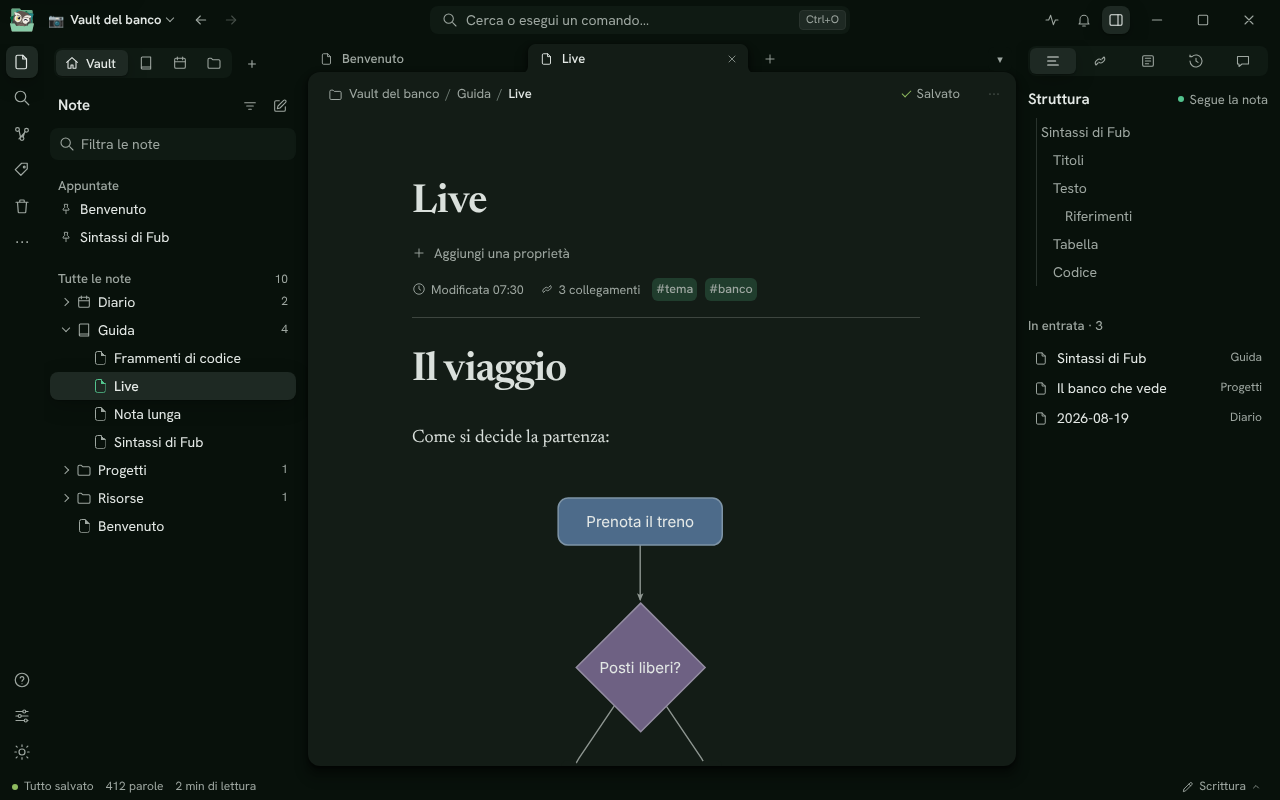 Vault del banco
Cerca o esegui un comando…
Ctrl+O
Vault
Benvenuto
Live
Note
Filtra le note
Appuntate
Benvenuto
Sintassi di Fub
Tutte le note 10
Diario 2
Guida 4
Frammenti di codice
Live
Nota lunga
Sintassi di Fub
Progetti 1
Risorse 1
Benvenuto
Vault del banco / Guida / Live
Salvato
Live
Aggiungi una proprietà
Modificata 07:30 3 collegamenti #tema #banco
Il viaggio
Come si decide la partenza:
Prenota il treno
Posti liberi?
Struttura
Segue la nota
Sintassi di Fub
Titoli
Testo
Riferimenti
Tabella
Codice
In entrata · 3
Sintassi di Fub Guida
Il banco che vede Progetti
2026-08-19 Diario
Tutto salvato 412 parole 2 min di lettura
Scrittura